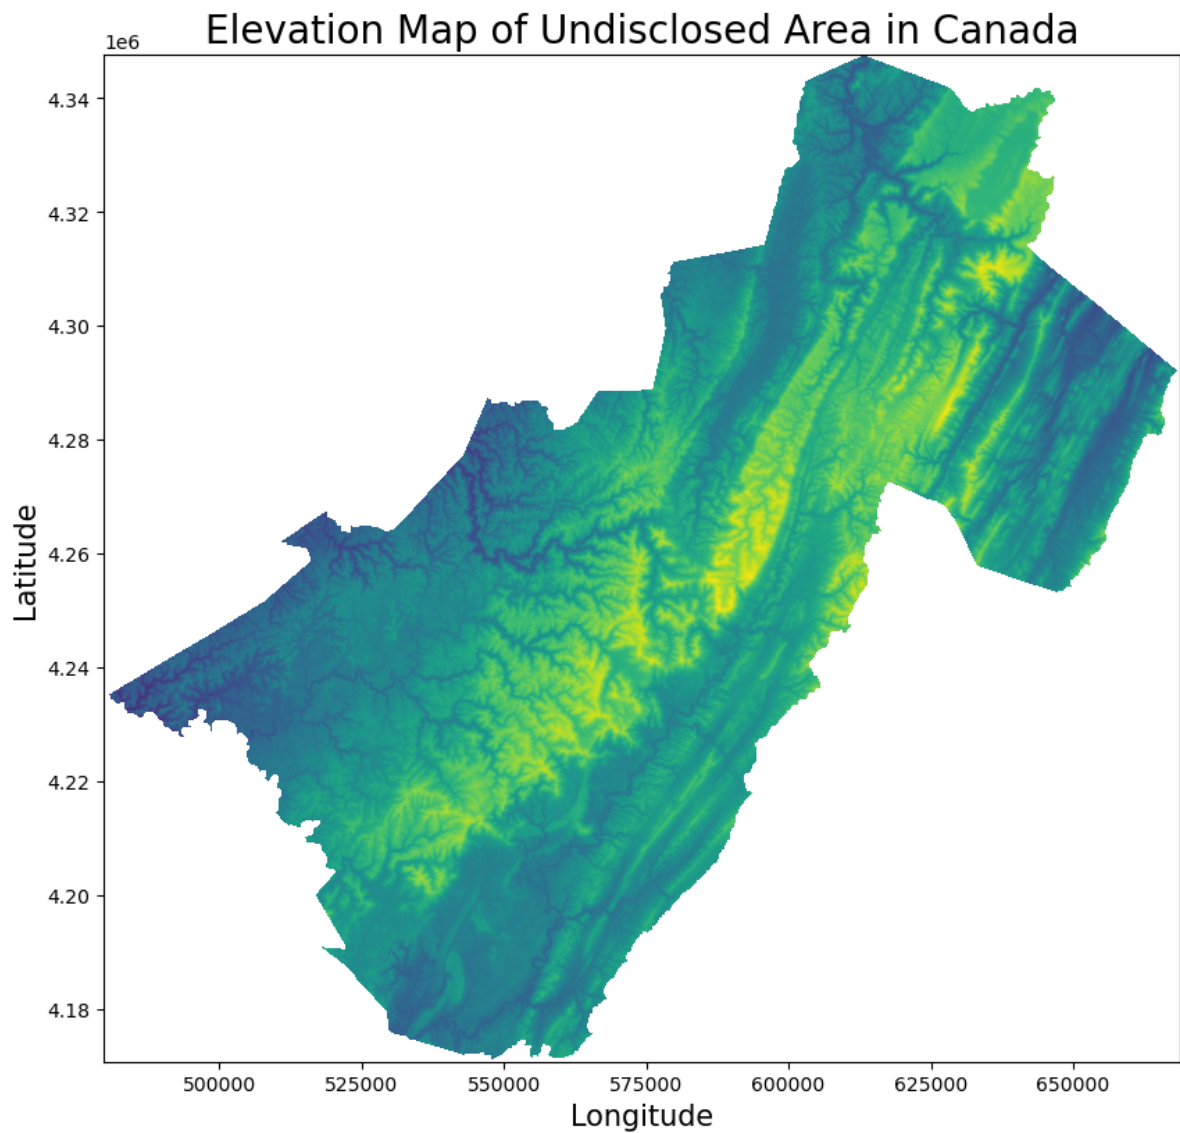 Elevation Map of Undisclosed Area in Canada
1e6
4.34
4.32
4.30
4.28
4.26
4.24
4.22
4.20
4.18
Latitude
500000 525000 550000 575000 600000 625000 650000
Longitude